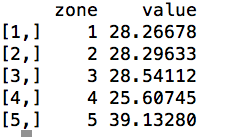 zone value
[1,] 1 28.26678
[2,] 2 28.29633
[3,] 3 28.54112
[4,] 4 25.60745
[5,] 5 39.13280